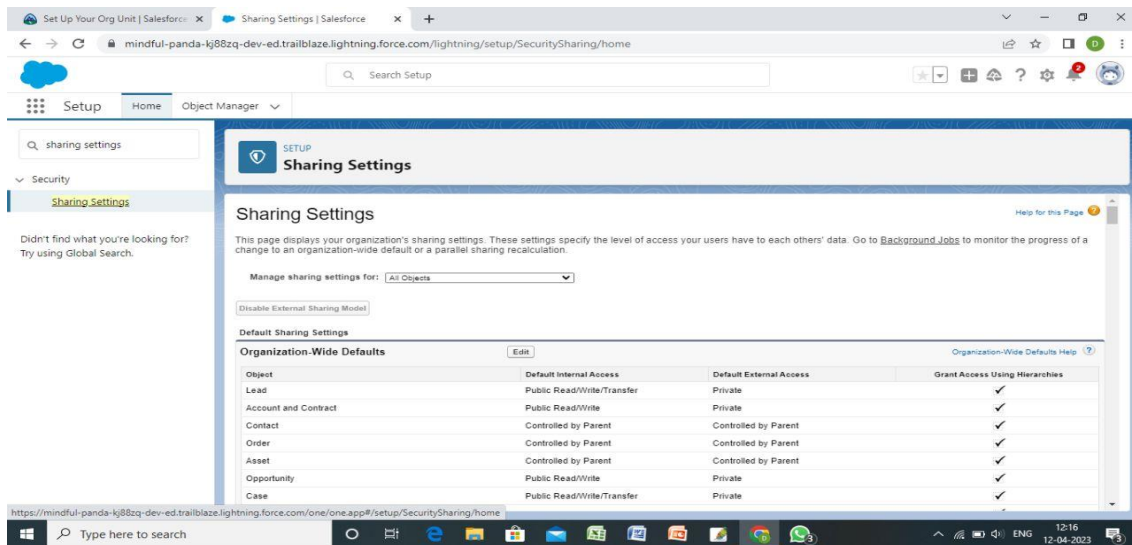 Set Up Your Org Unit | Salesforce
Sharing Settings | Salesforce
mindful-panda-kj88zq-dev-ed.trailblaze.lightning.force.com/lightning/setup/SecuritySharing/home
D
Search Setup
2
Setup
Home
Object Manager
sharing settings
Security
Sharing Settings
Didn't find what you're looking for?
Try using Global Search.
SETUP
Sharing Settings
Sharing Settings
Help for this Page
This page displays your organization's sharing settings. These settings specify the level of access your users have to each others' data. Go to Background Jobs to monitor the progress of a
change to an organization-wide default or a parallel sharing recalculation.
Manage sharing settings for: All Objects
Disable External Sharing Model
Default Sharing Settings
Organization-Wide Defaults Edit Organization-Wide Defaults Help ?
Object Default Internal Access Default External Access Grant Access Using Hierarchies
Lead Public Read/Write/Transfer Private ✓
Account and Contract Public Read/Write Private ✓
Contact Controlled by Parent Controlled by Parent ✓
Order Controlled by Parent Controlled by Parent ✓
Asset Controlled by Parent Controlled by Parent ✓
Opportunity Public Read/Write Private ✓
Case Public Read/Write/Transfer Private ✓
https://mindful-panda-kj88zq-dev-ed.trailblaze.lightning.force.com/one/one.app#/setup/SecuritySharing/home
Type here to search
3
ENG
12:16
12-04-2023